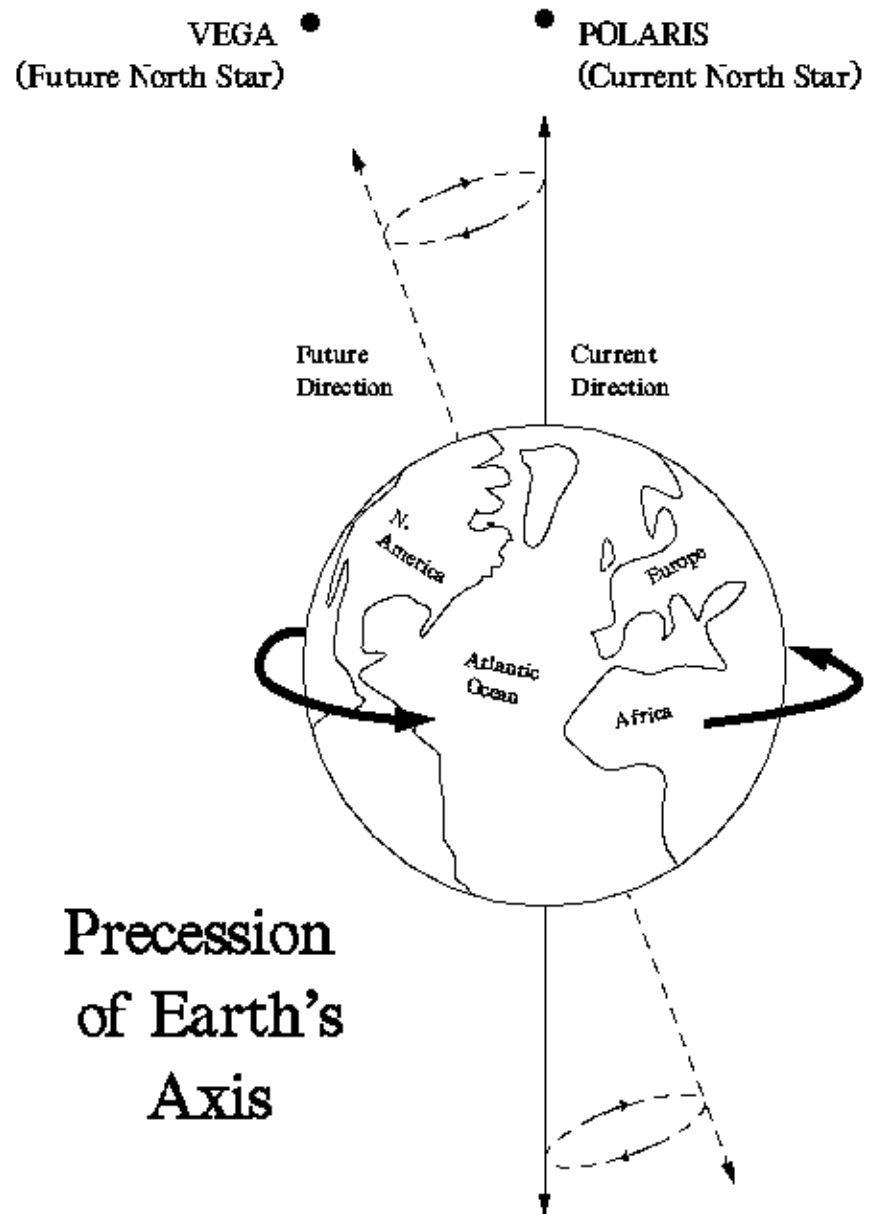 VEGA
(Future North Star)
POLARIS
(Current North Star)
Future
Direction
Current
Direction
N.
America
Europe
Atlantic
Ocean
Africa
Precession
of Earth's
Axis